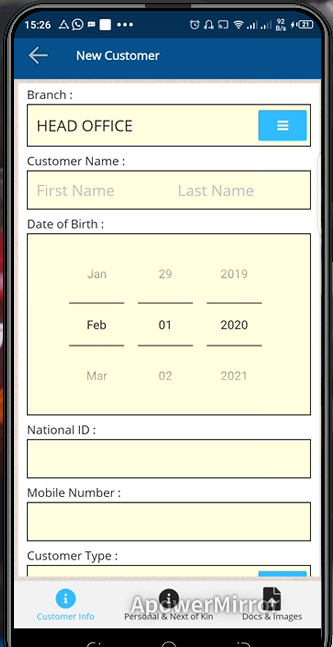 15:26 92 B/s 21
New Customer
Branch :
HEAD OFFICE
Customer Name :
First Name Last Name
Date of Birth :
Jan 29 2019
Feb 01 2020
Mar 02 2021
National ID :
Mobile Number :
Customer Type :
ApowerMirror
Customer Info Personal & Next of Kin Docs & Images